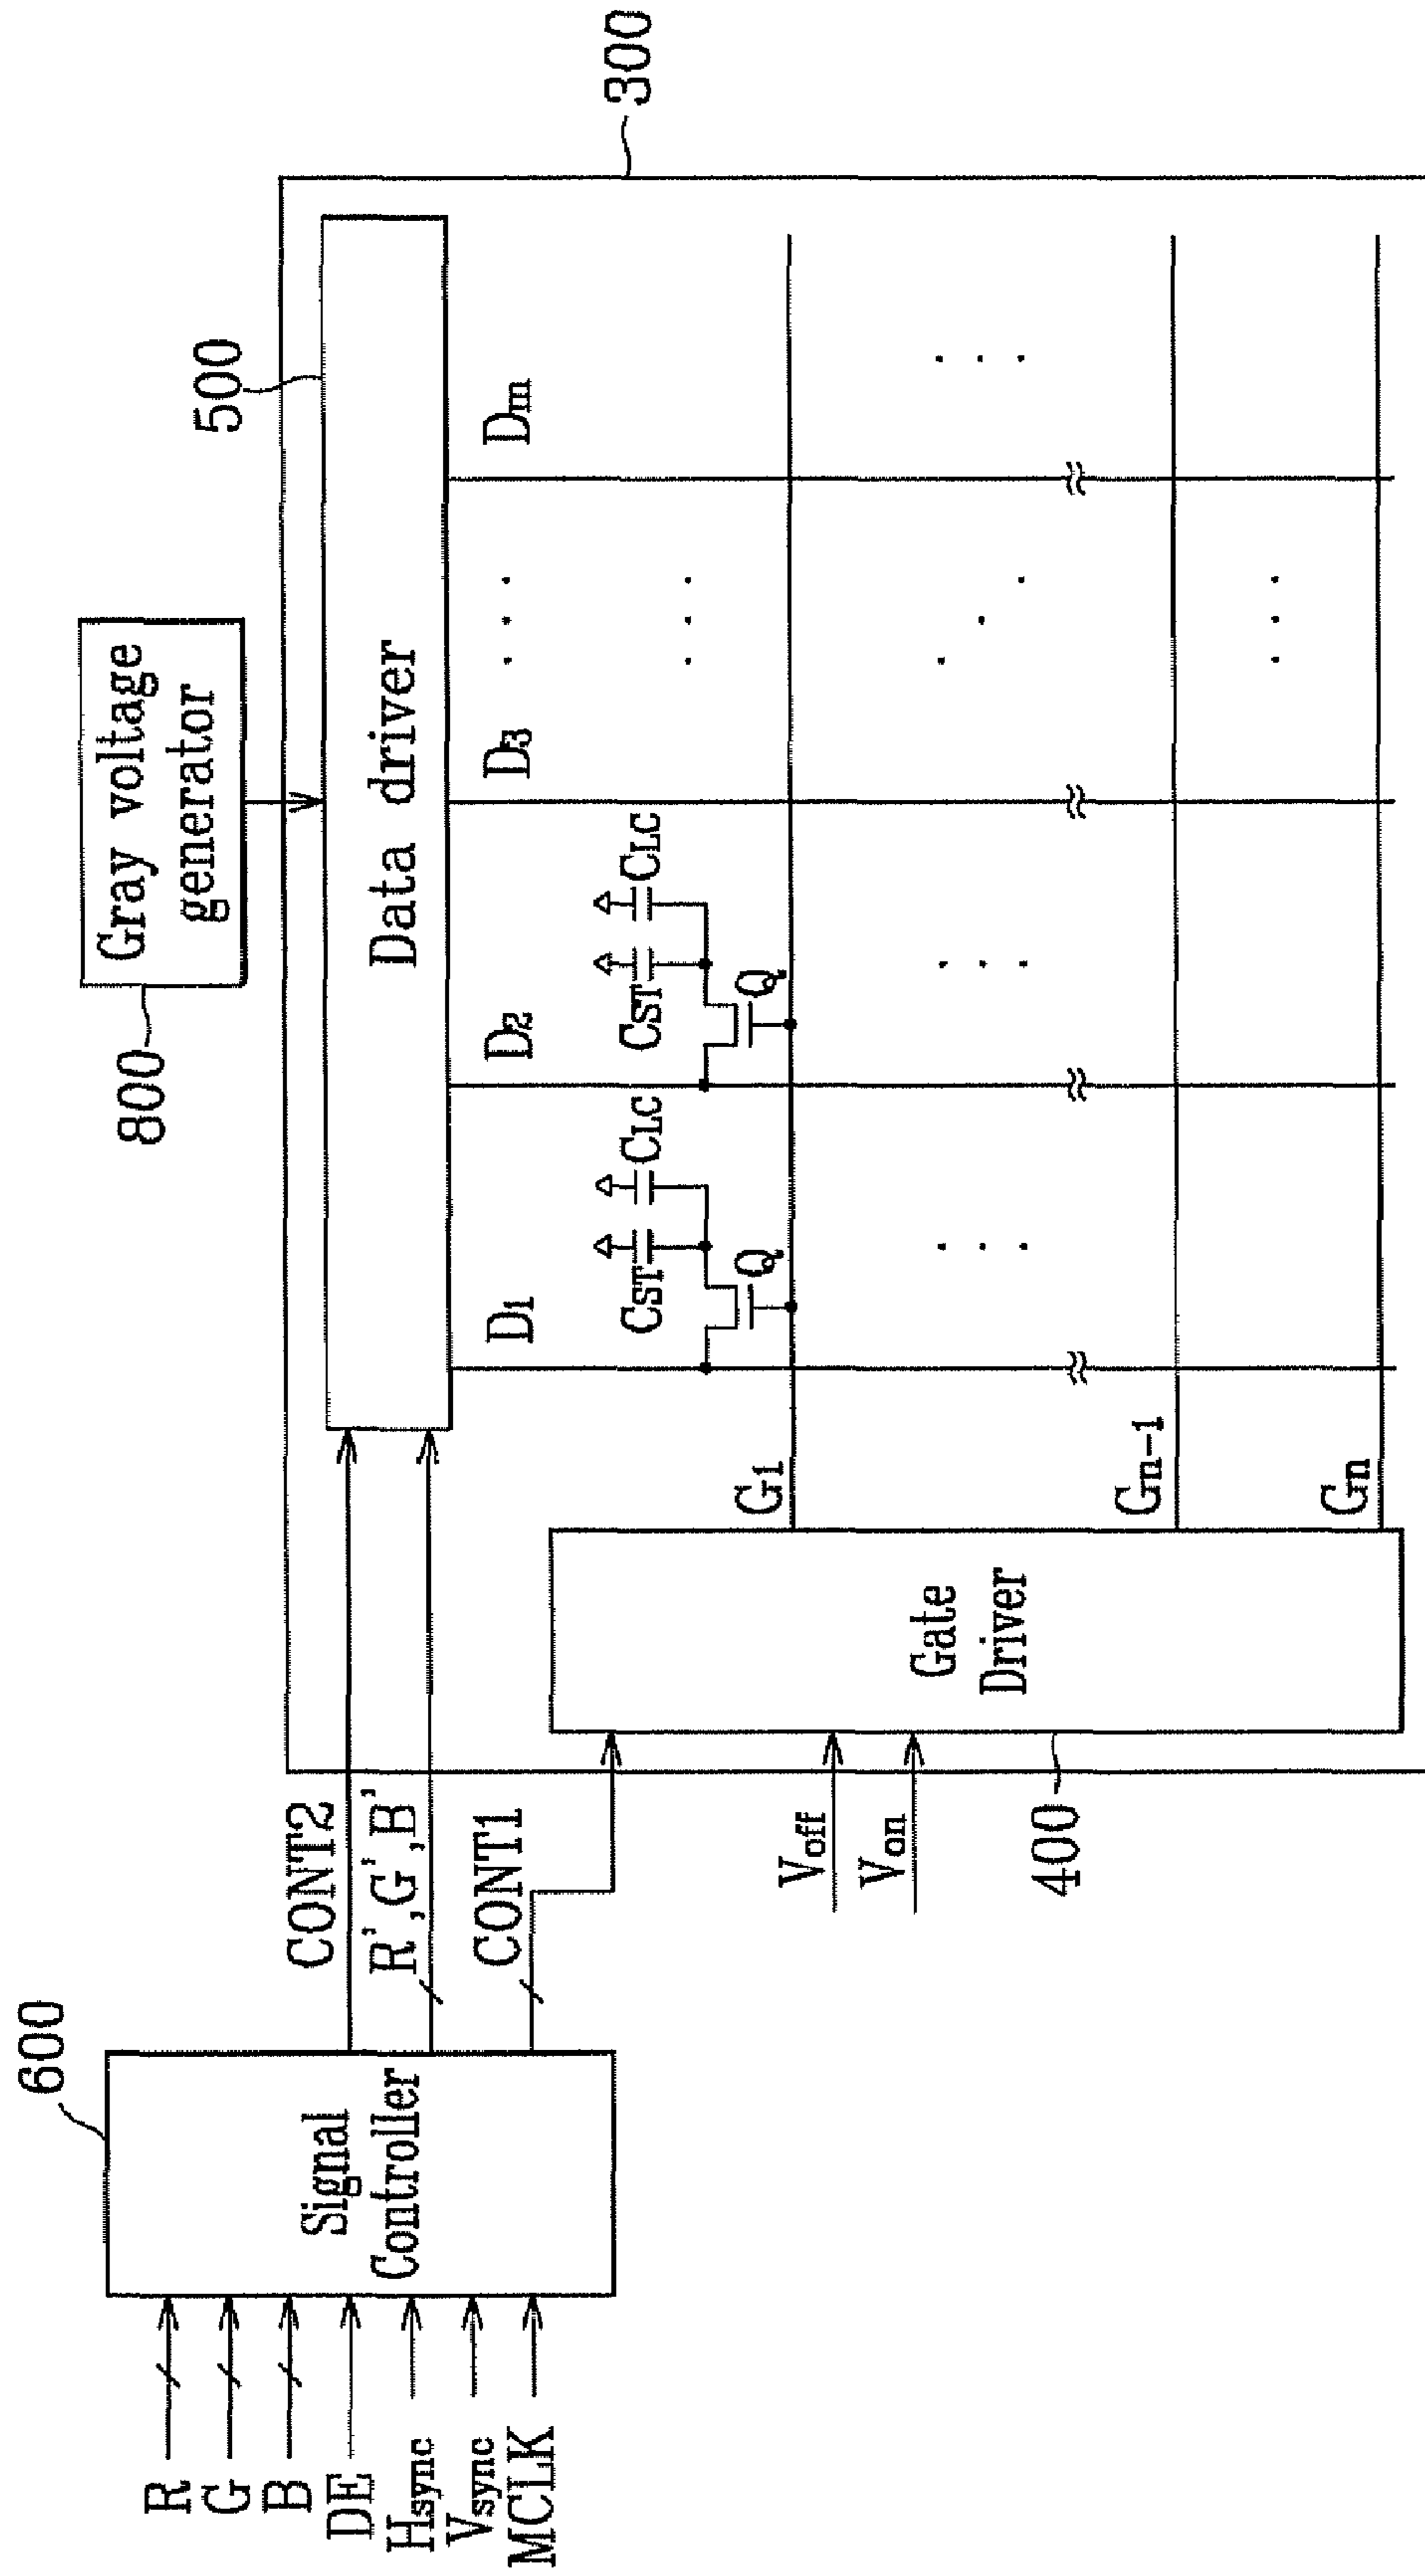 800
Gray voltage
generator
500
300
600
Signal
Controller
R
G
B
DE
Hsync
Vsync
MCLK
CONT2
R',G',B'
CONT1
Data driver
D1
D2
D3
Dm
CST
CLC
CST
CLC
Q
Q
Voff
Von
400
Gate
Driver
G1
Gn-1
Gn